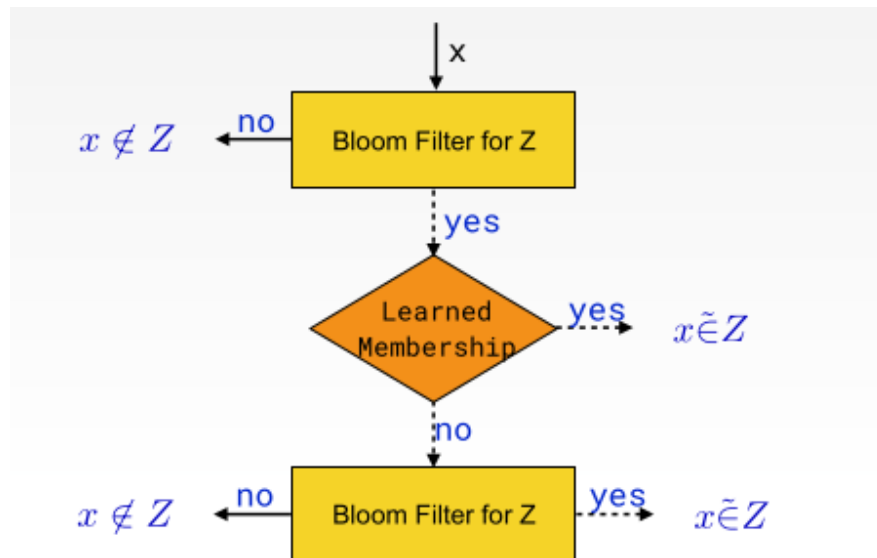 x
no
x ∉ Z
Bloom Filter for Z
yes
Learned
Membership
yes
x ∈̃ Z
no
x ∉ Z
no
Bloom Filter for Z
yes
x ∈̃ Z